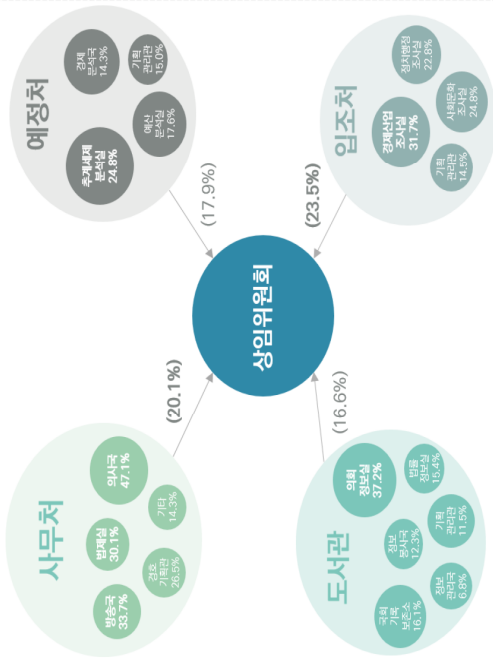 사무처
의사국
47.1%
법제실
30.1%
방송국
33.7%
기타
14.3%
경호
기획관
26.5%
예정처
경제
분석국
14.3%
기획
관리관
15.0%
추계세제
분석실
24.8%
예산
분석실
17.6%
(20.1%)
(17.9%)
상임위원회
(16.6%)
(23.5%)
도서관
의회
정보실
37.2%
법률
정보실
15.4%
정보
봉사국
12.3%
기획
관리관
11.5%
국회
기록
보존소
16.1%
정보
관리국
6.8%
입조처
정치행정
조사실
22.8%
경제산업
조사실
31.7%
사회문화
조사실
24.8%
기획
관리관
14.5%